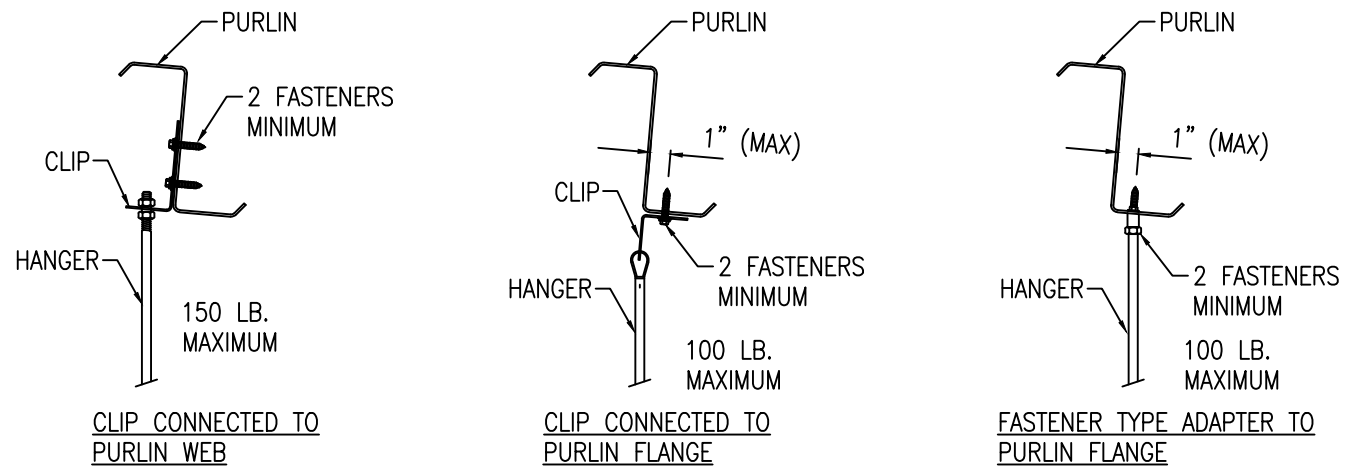 PURLIN
2 FASTENERS
MINIMUM
CLIP
HANGER
150 LB.
MAXIMUM
CLIP CONNECTED TO
PURLIN WEB
PURLIN
1" (MAX)
CLIP
2 FASTENERS
MINIMUM
HANGER
100 LB.
MAXIMUM
CLIP CONNECTED TO
PURLIN FLANGE
PURLIN
1" (MAX)
2 FASTENERS
MINIMUM
HANGER
100 LB.
MAXIMUM
FASTENER TYPE ADAPTER TO
PURLIN FLANGE